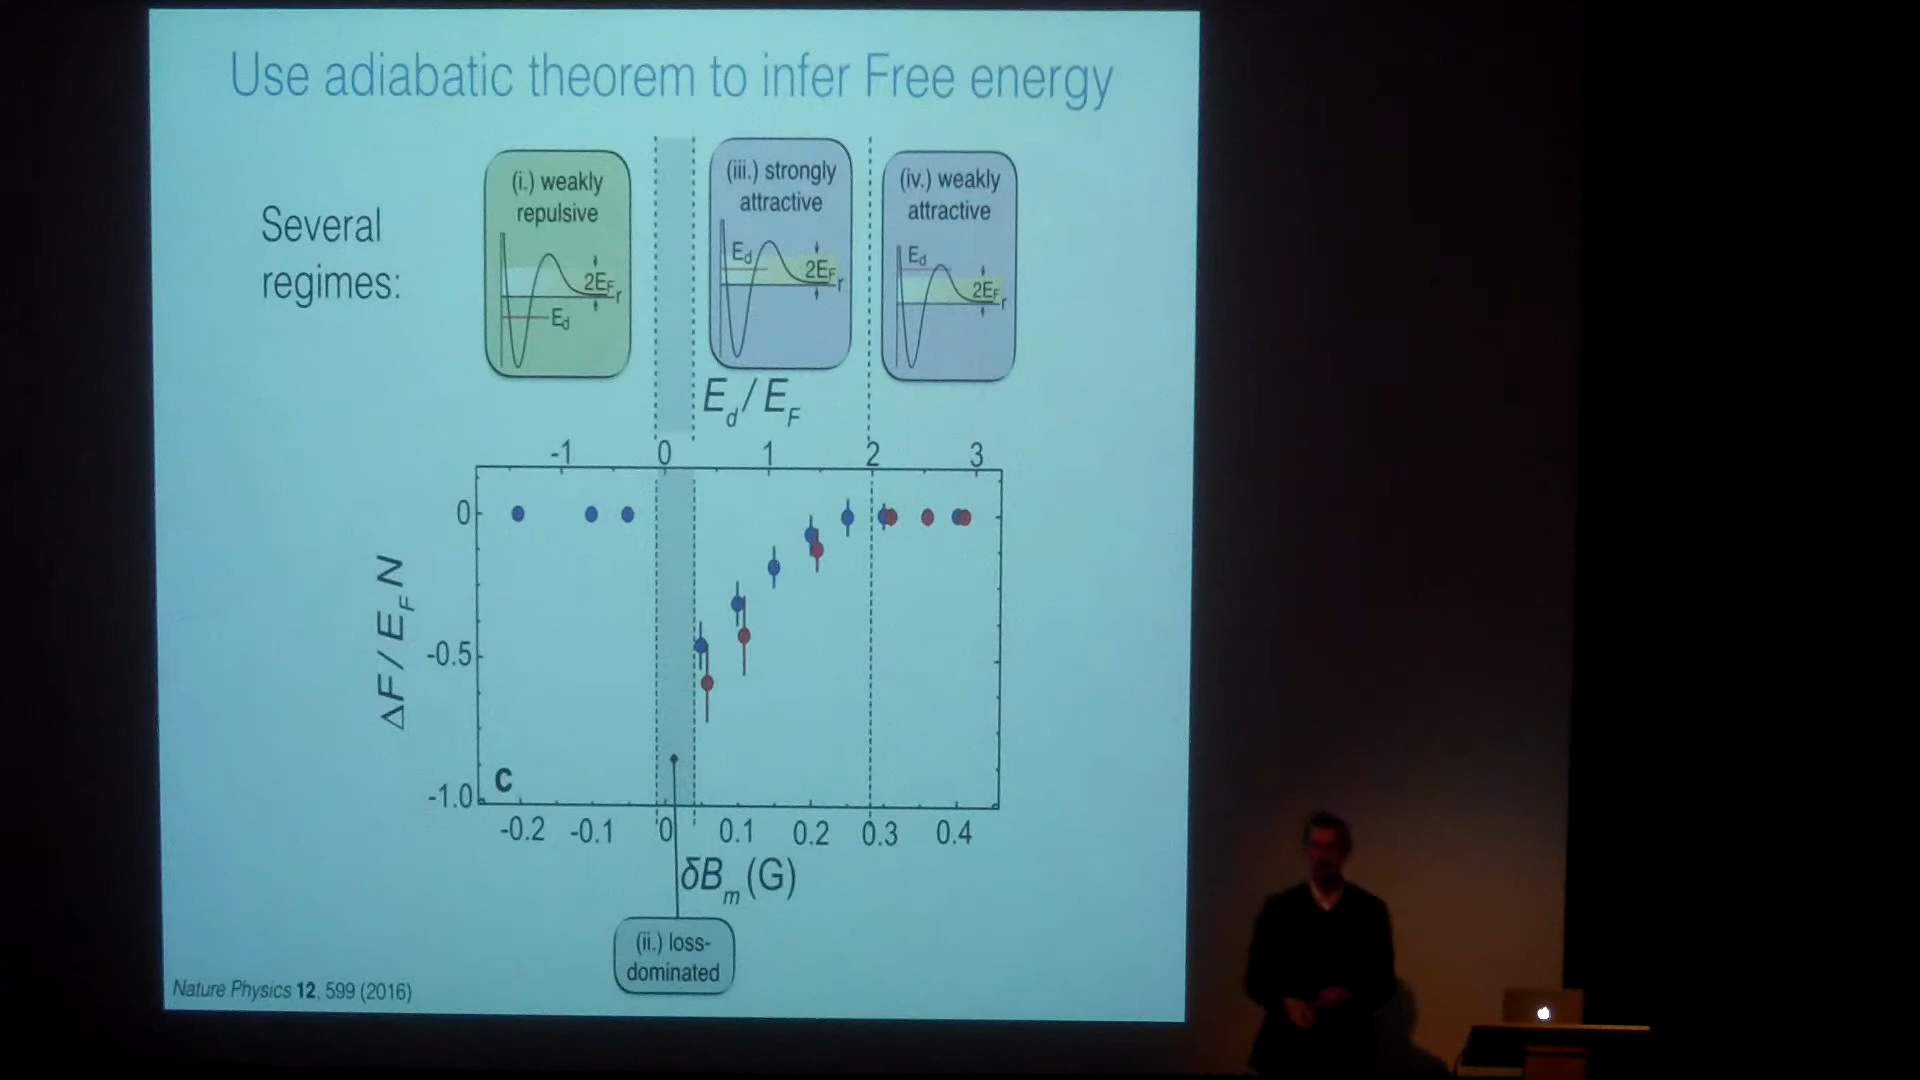 Use adiabatic theorem to infer Free energy
Several
regimes:
(i.) weakly
repulsive
2E_F
r
E_d
(iii.) strongly
attractive
E_d
2E_F
r
(iv.) weakly
attractive
E_d
2E_F
r
E_d / E_F
-1 0 1 2 3
0
-0.5
-1.0
ΔF / E_F N
c
-0.2 -0.1 0 0.1 0.2 0.3 0.4
δB_m (G)
(ii.) loss-
dominated
Nature Physics 12, 599 (2016)